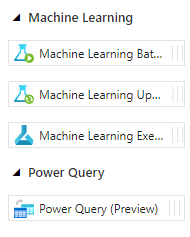 Machine Learning
Machine Learning Bat...
Machine Learning Up...
Machine Learning Exe...
Power Query
Power Query (Preview)